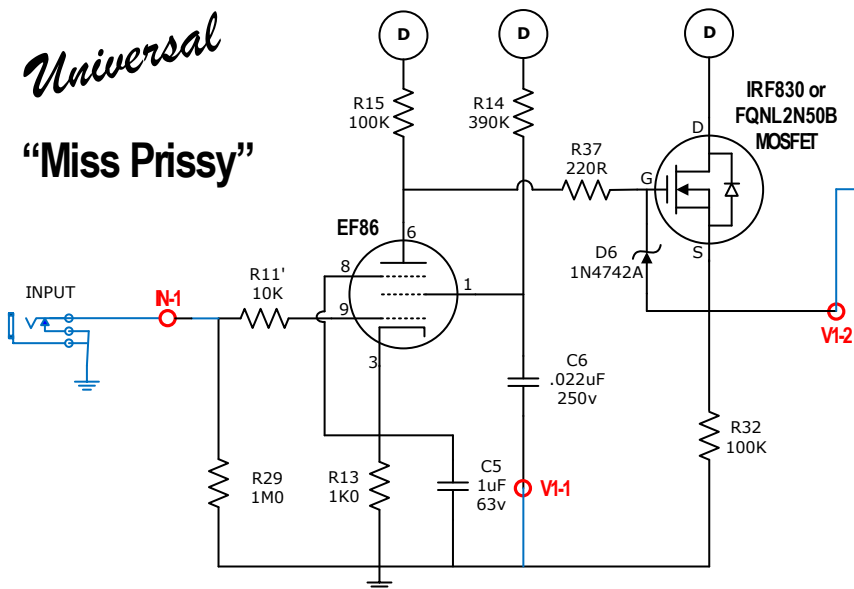 Universal
“Miss Prissy”
D
D
D
R15
100K
R14
390K
IRF830 or
FQNL2N50B
MOSFET
R37
220R
D
G
S
EF86
6
8
1
9
3
D6
1N4742A
INPUT
IN-1
R11'
10K
V1-2
C6
.022uF
250v
R32
100K
R29
1M0
R13
1K0
C5
1uF
63v
V1-1